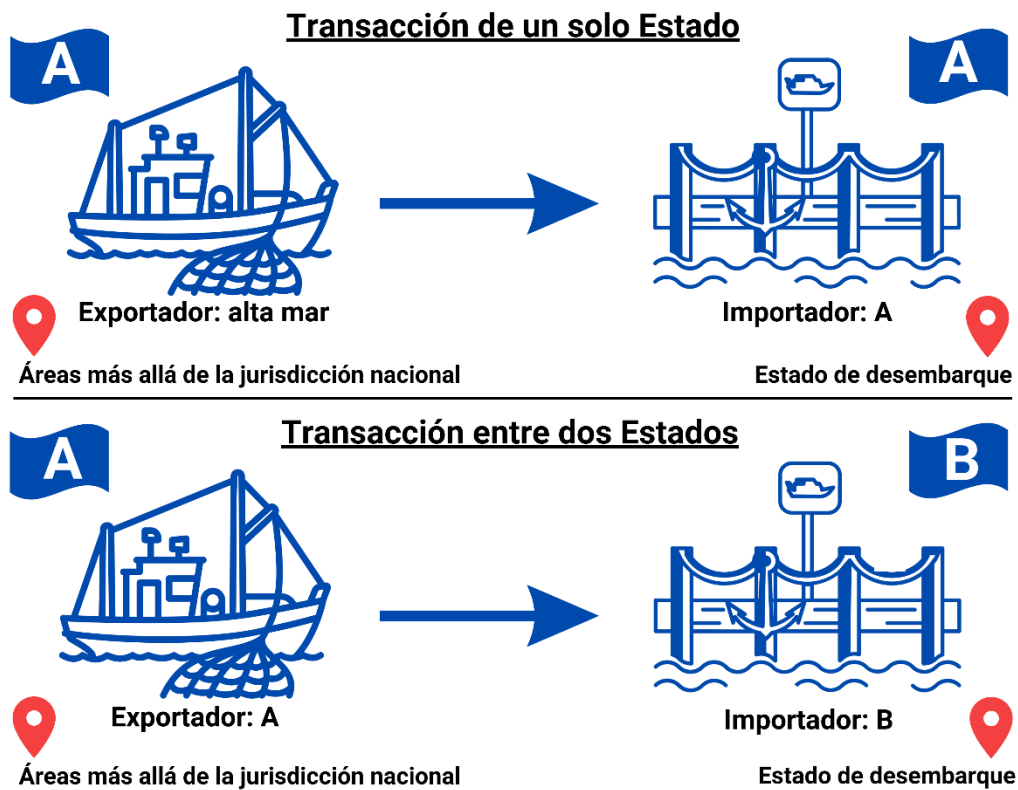 Transacción de un solo Estado
A
A
Exportador: alta mar
Importador: A
Áreas más allá de la jurisdicción nacional
Estado de desembarque
Transacción entre dos Estados
A
B
Exportador: A
Importador: B
Áreas más allá de la jurisdicción nacional
Estado de desembarque